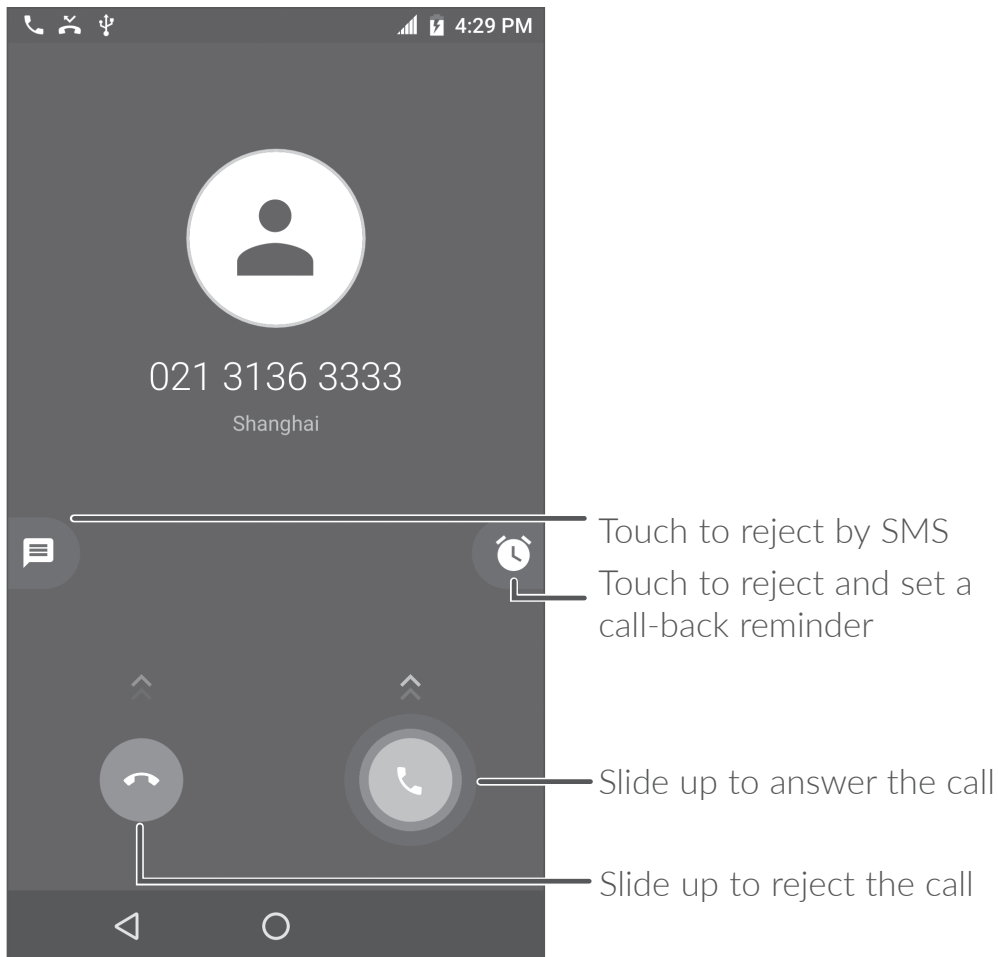 4:29 PM
021 3136 3333
Shanghai
Touch to reject by SMS
Touch to reject and set a
call-back reminder
Slide up to answer the call
Slide up to reject the call